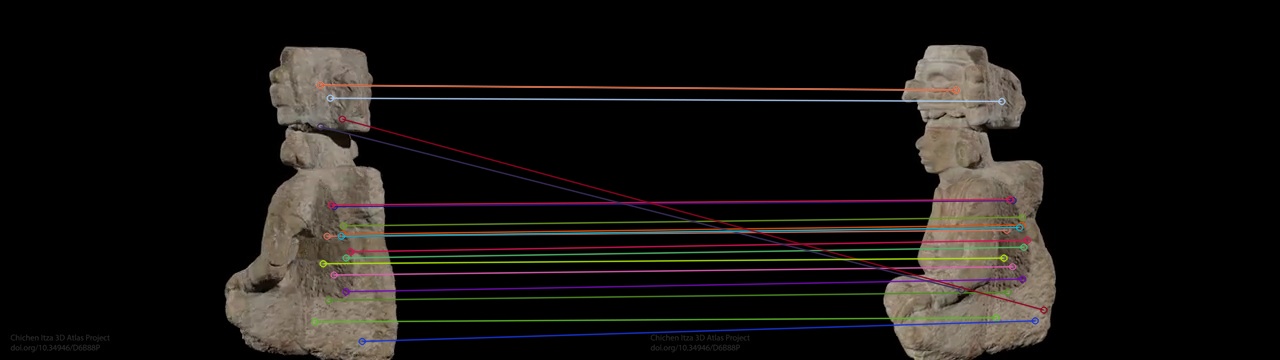 Chichen Itza 3D Atlas Project
doi.org/10.34946/D6B88P
Chichen Itza 3D Atlas Project
doi.org/10.34946/D6B88P